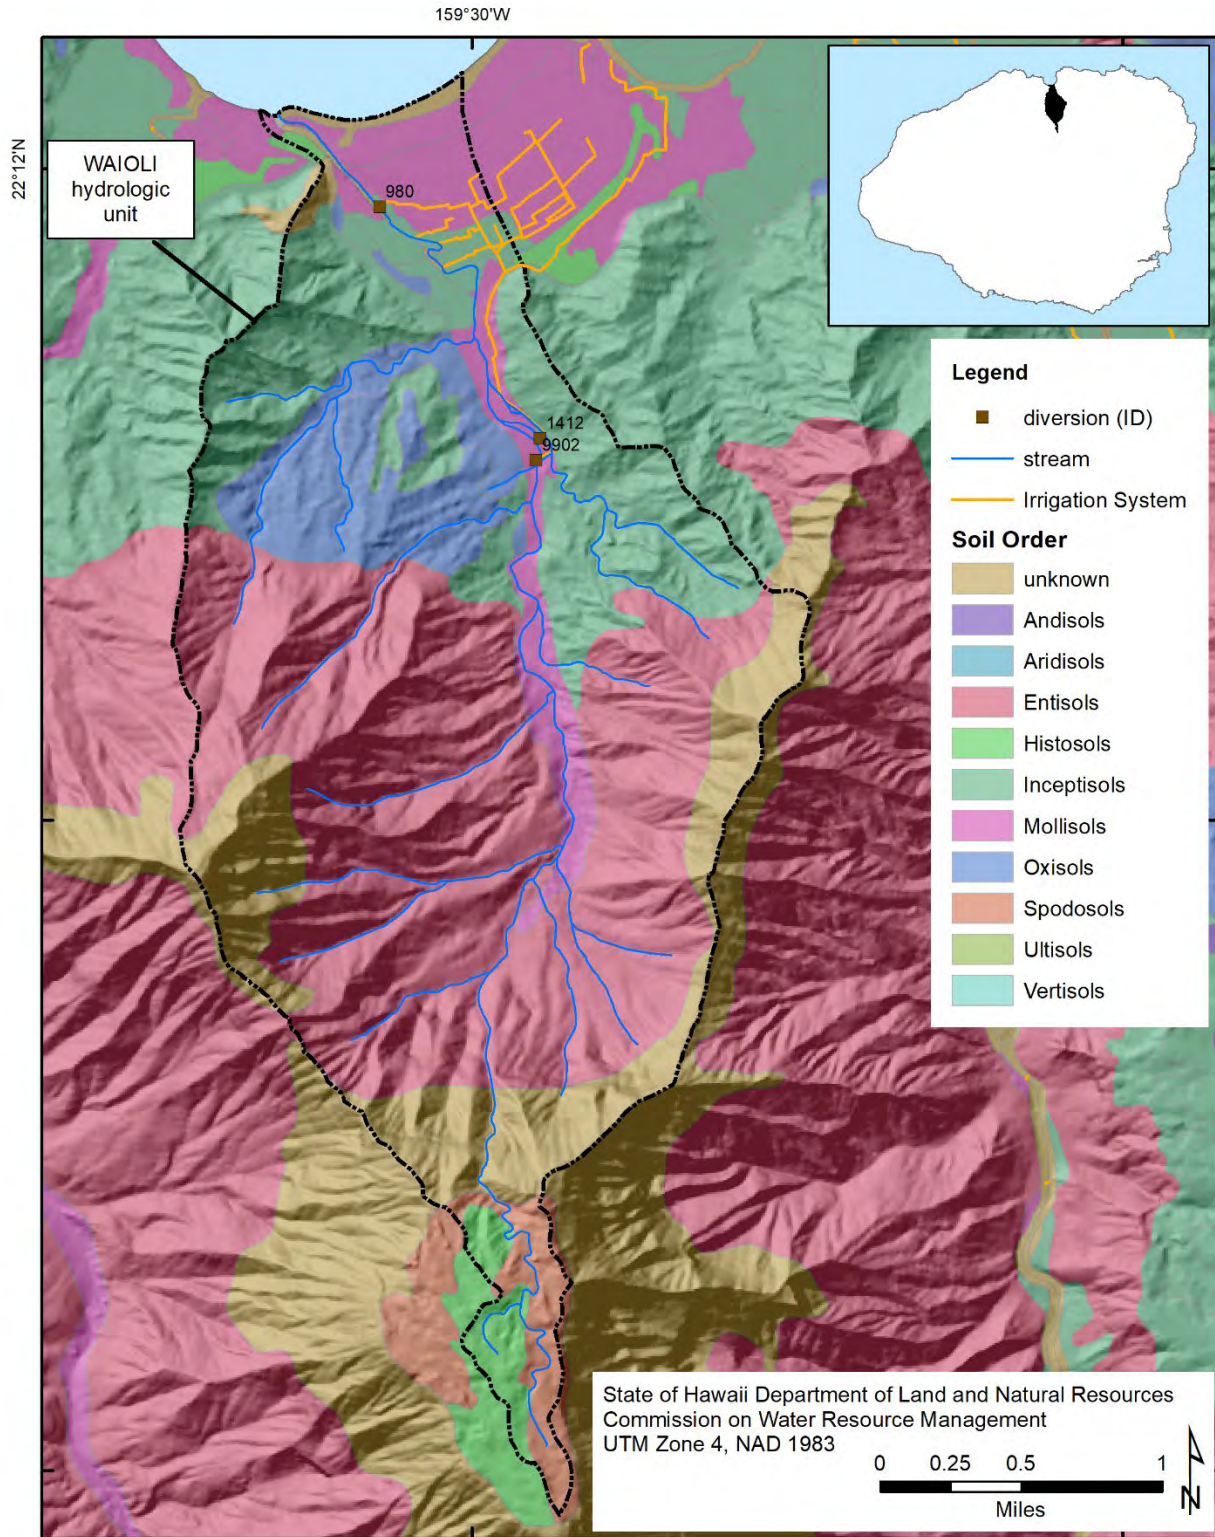 159°30'W
22°12'N
WAIOLI
hydrologic
unit
980
1412
9902
Legend
diversion (ID)
stream
Irrigation System
Soil Order
unknown
Andisols
Aridisols
Entisols
Histosols
Inceptisols
Mollisols
Oxisols
Spodosols
Ultisols
Vertisols
State of Hawaii Department of Land and Natural Resources
Commission on Water Resource Management
UTM Zone 4, NAD 1983
0 0.25 0.5 1
Miles
N